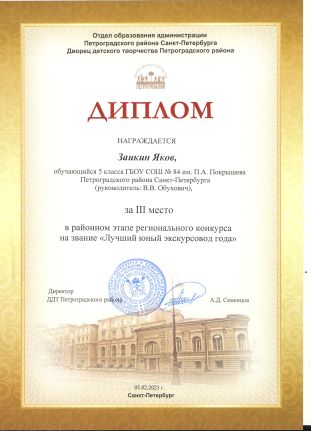 Отдел образования администрации
Петроградского района Санкт-Петербурга
Дворец детского творчества Петроградского района
ДИПЛОМ
НАГРАЖДАЕТСЯ
Заикин Яков,
обучающийся 5 класса ГБОУ СОШ № 84 им. П.А. Покрышева
Петроградского района Санкт-Петербурга
(руководитель: В.В. Обухович),
за III место
в районном этапе регионального конкурса
на звание «Лучший юный экскурсовод года»
Директор
ДДТ Петроградского района
А.Д. Семенцов
05.02.2025 г.
Санкт-Петербург